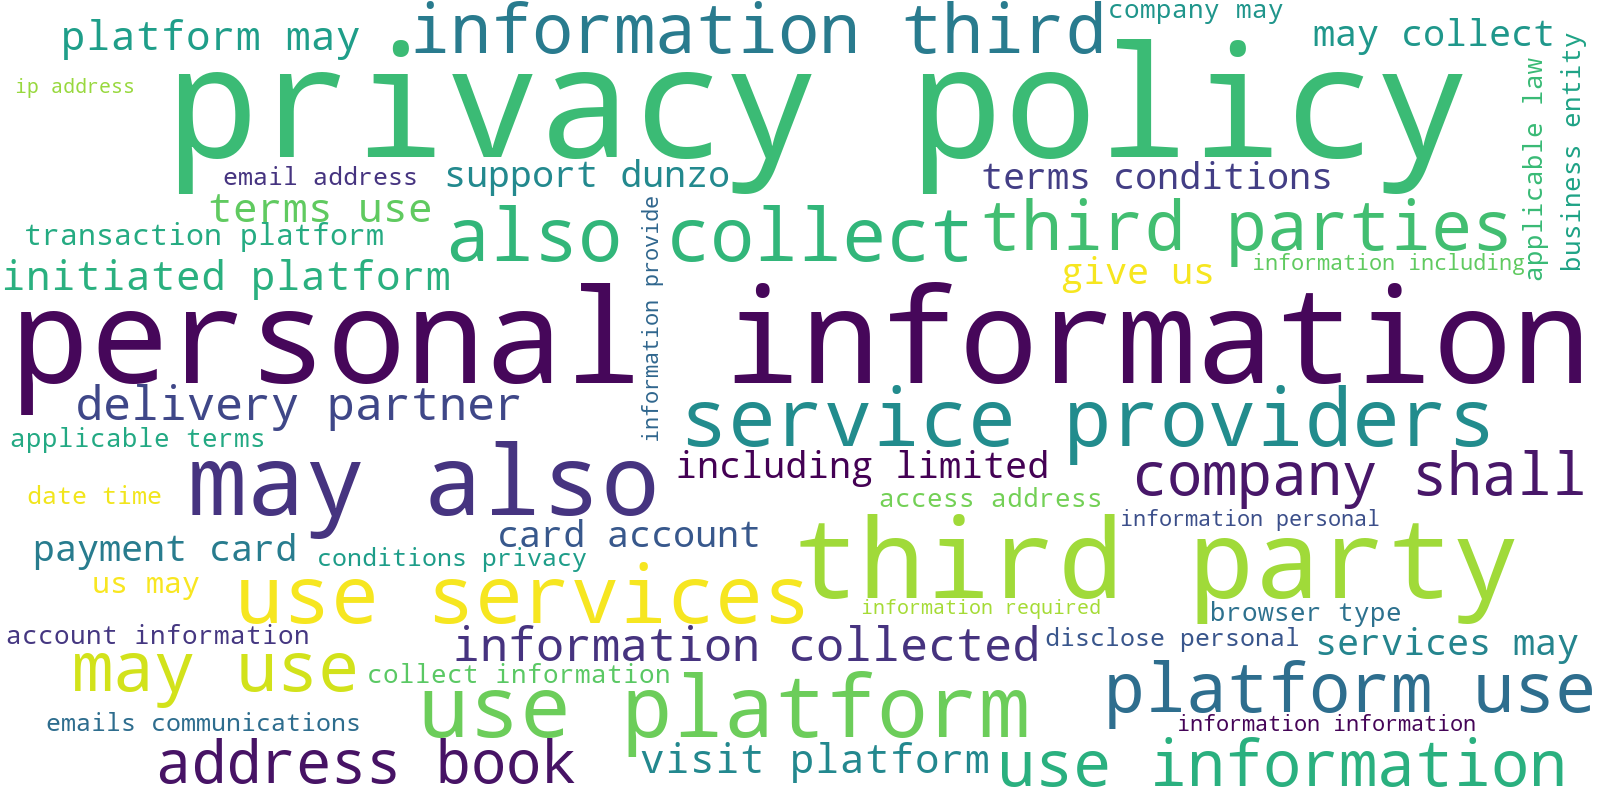 company may
information third
platform may
may collect
privacy policy
ip address
applicable law
business entity
email address
support dunzo
terms conditions
terms use
also collect
third parties
transaction platform
information provide
initiated platform
give us
information including
personal information
delivery partner
service providers
applicable terms
may also
including limited
company shall
date time
access address
information personal
third party
payment card
card account
conditions privacy
us may
use services
information required
browser type
account information
information collected
disclose personal
services may
may use
collect information
use platform
platform use
emails communications
information information
address book
visit platform
use information